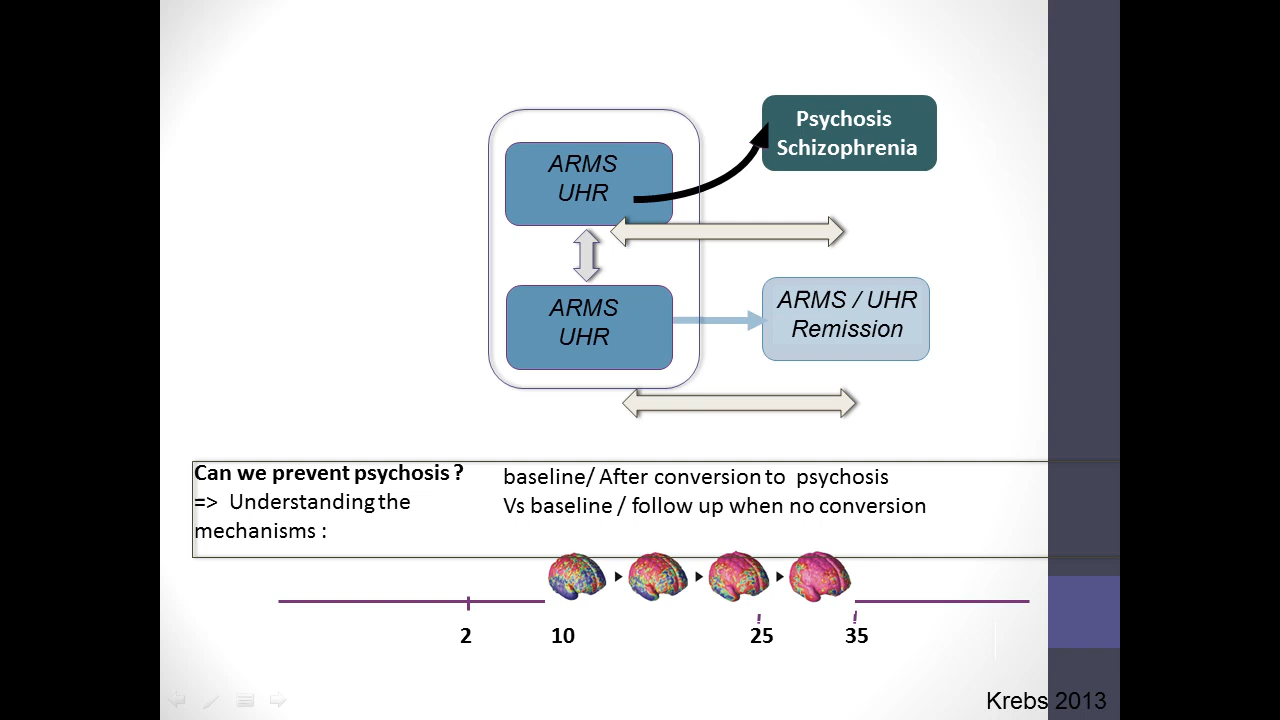 Psychosis
Schizophrenia
ARMS
UHR
ARMS
UHR
ARMS / UHR
Remission
Can we prevent psychosis ?
=> Understanding the
mechanisms :
baseline/ After conversion to psychosis
Vs baseline / follow up when no conversion
2
10
25
35
Krebs 2013